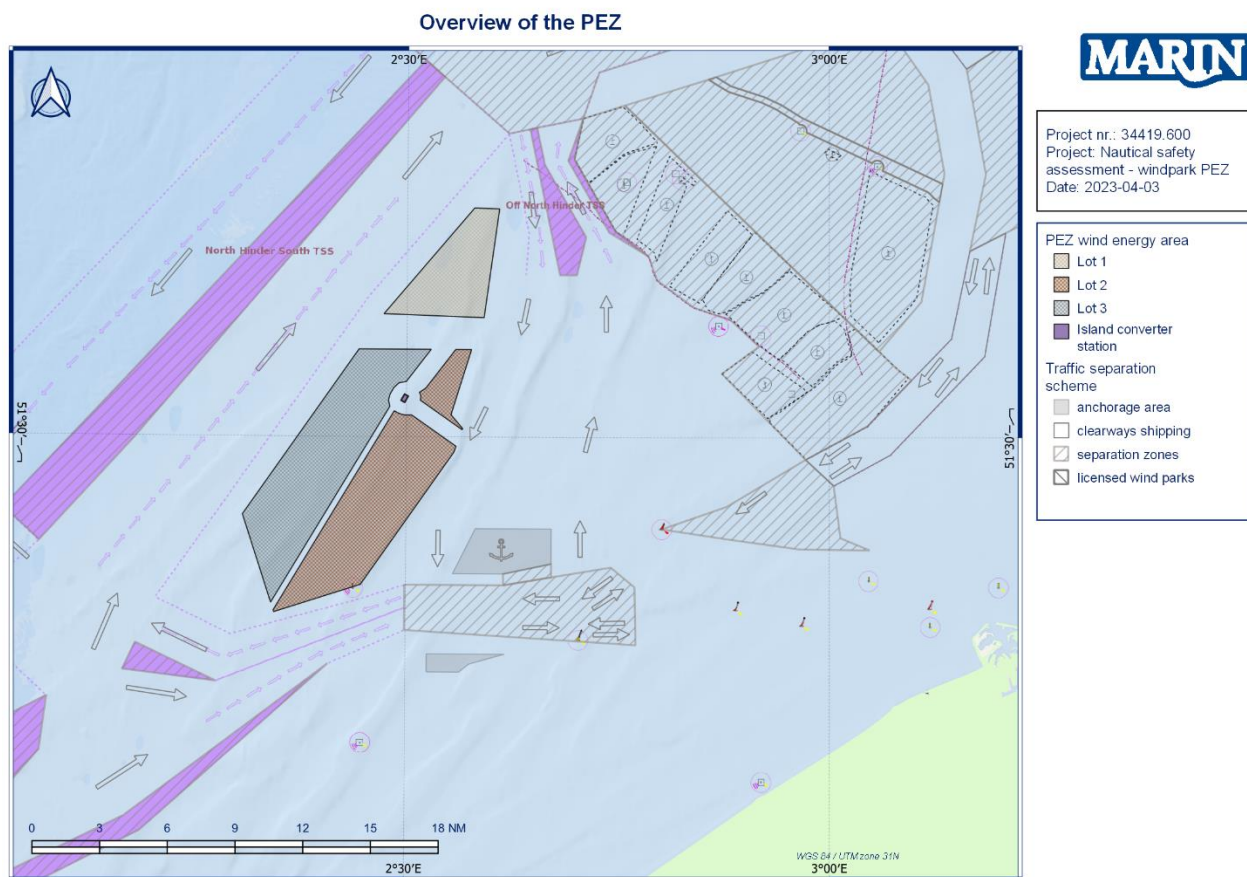 Overview of the PEZ
2°30'E
3°00'E
MARIN
Project nr.: 34419.600
Project: Nautical safety
assessment - windpark PEZ
Date: 2023-04-03
Off North Hinder TSS
North Hinder South TSS
PEZ wind energy area
Lot 1
Lot 2
Lot 3
Island converter
station
Traffic separation
scheme
anchorage area
clearways shipping
separation zones
licensed wind parks
51°30'
51°30'
0 3 6 9 12 15 18 NM
WGS 84 / UTM zone 31N
2°30'E
3°00'E